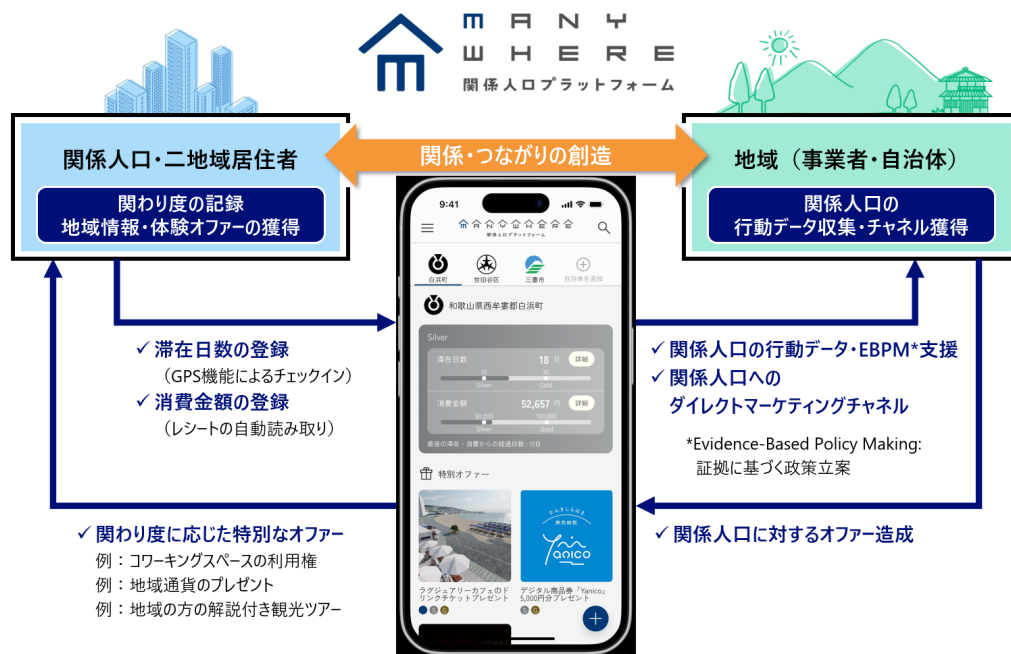 MANY
WHERE
関係人口プラットフォーム
関係人口・二地域居住者
関わり度の記録
地域情報・体験オファーの獲得
関係・つながりの創造
地域（事業者・自治体）
関係人口の
行動データ収集・チャネル獲得
✓ 滞在日数の登録
（GPS機能によるチェックイン）
✓ 消費金額の登録
（レシートの自動読み取り）
9:41
MANYWHERE
関係人口プラットフォーム
白浜町
世田谷区
三鷹市
自治体を追加
和歌山県西牟婁郡白浜町
Silver
滞在日数
18 日
詳細
10
30
Silver
Gold
消費金額
52,657 円
詳細
50,000
150,000
Silver
Gold
最後の滞在・消費からの経過日数：12日
特別オファー
なんきしらはま
旅先納税
Yanico
ラグジュアリーカフェのド
リンクチケットプレゼント
S G
デジタル商品券「Yanico」
5,000円分プレゼント
S G
✓ 関係人口の行動データ・EBPM*支援
✓ 関係人口への
ダイレクトマーケティングチャネル
*Evidence-Based Policy Making:
証拠に基づく政策立案
✓ 関わり度に応じた特別なオファー
例：コワーキングスペースの利用権
例：地域通貨のプレゼント
例：地域の方の解説付き観光ツアー
✓ 関係人口に対するオファー造成